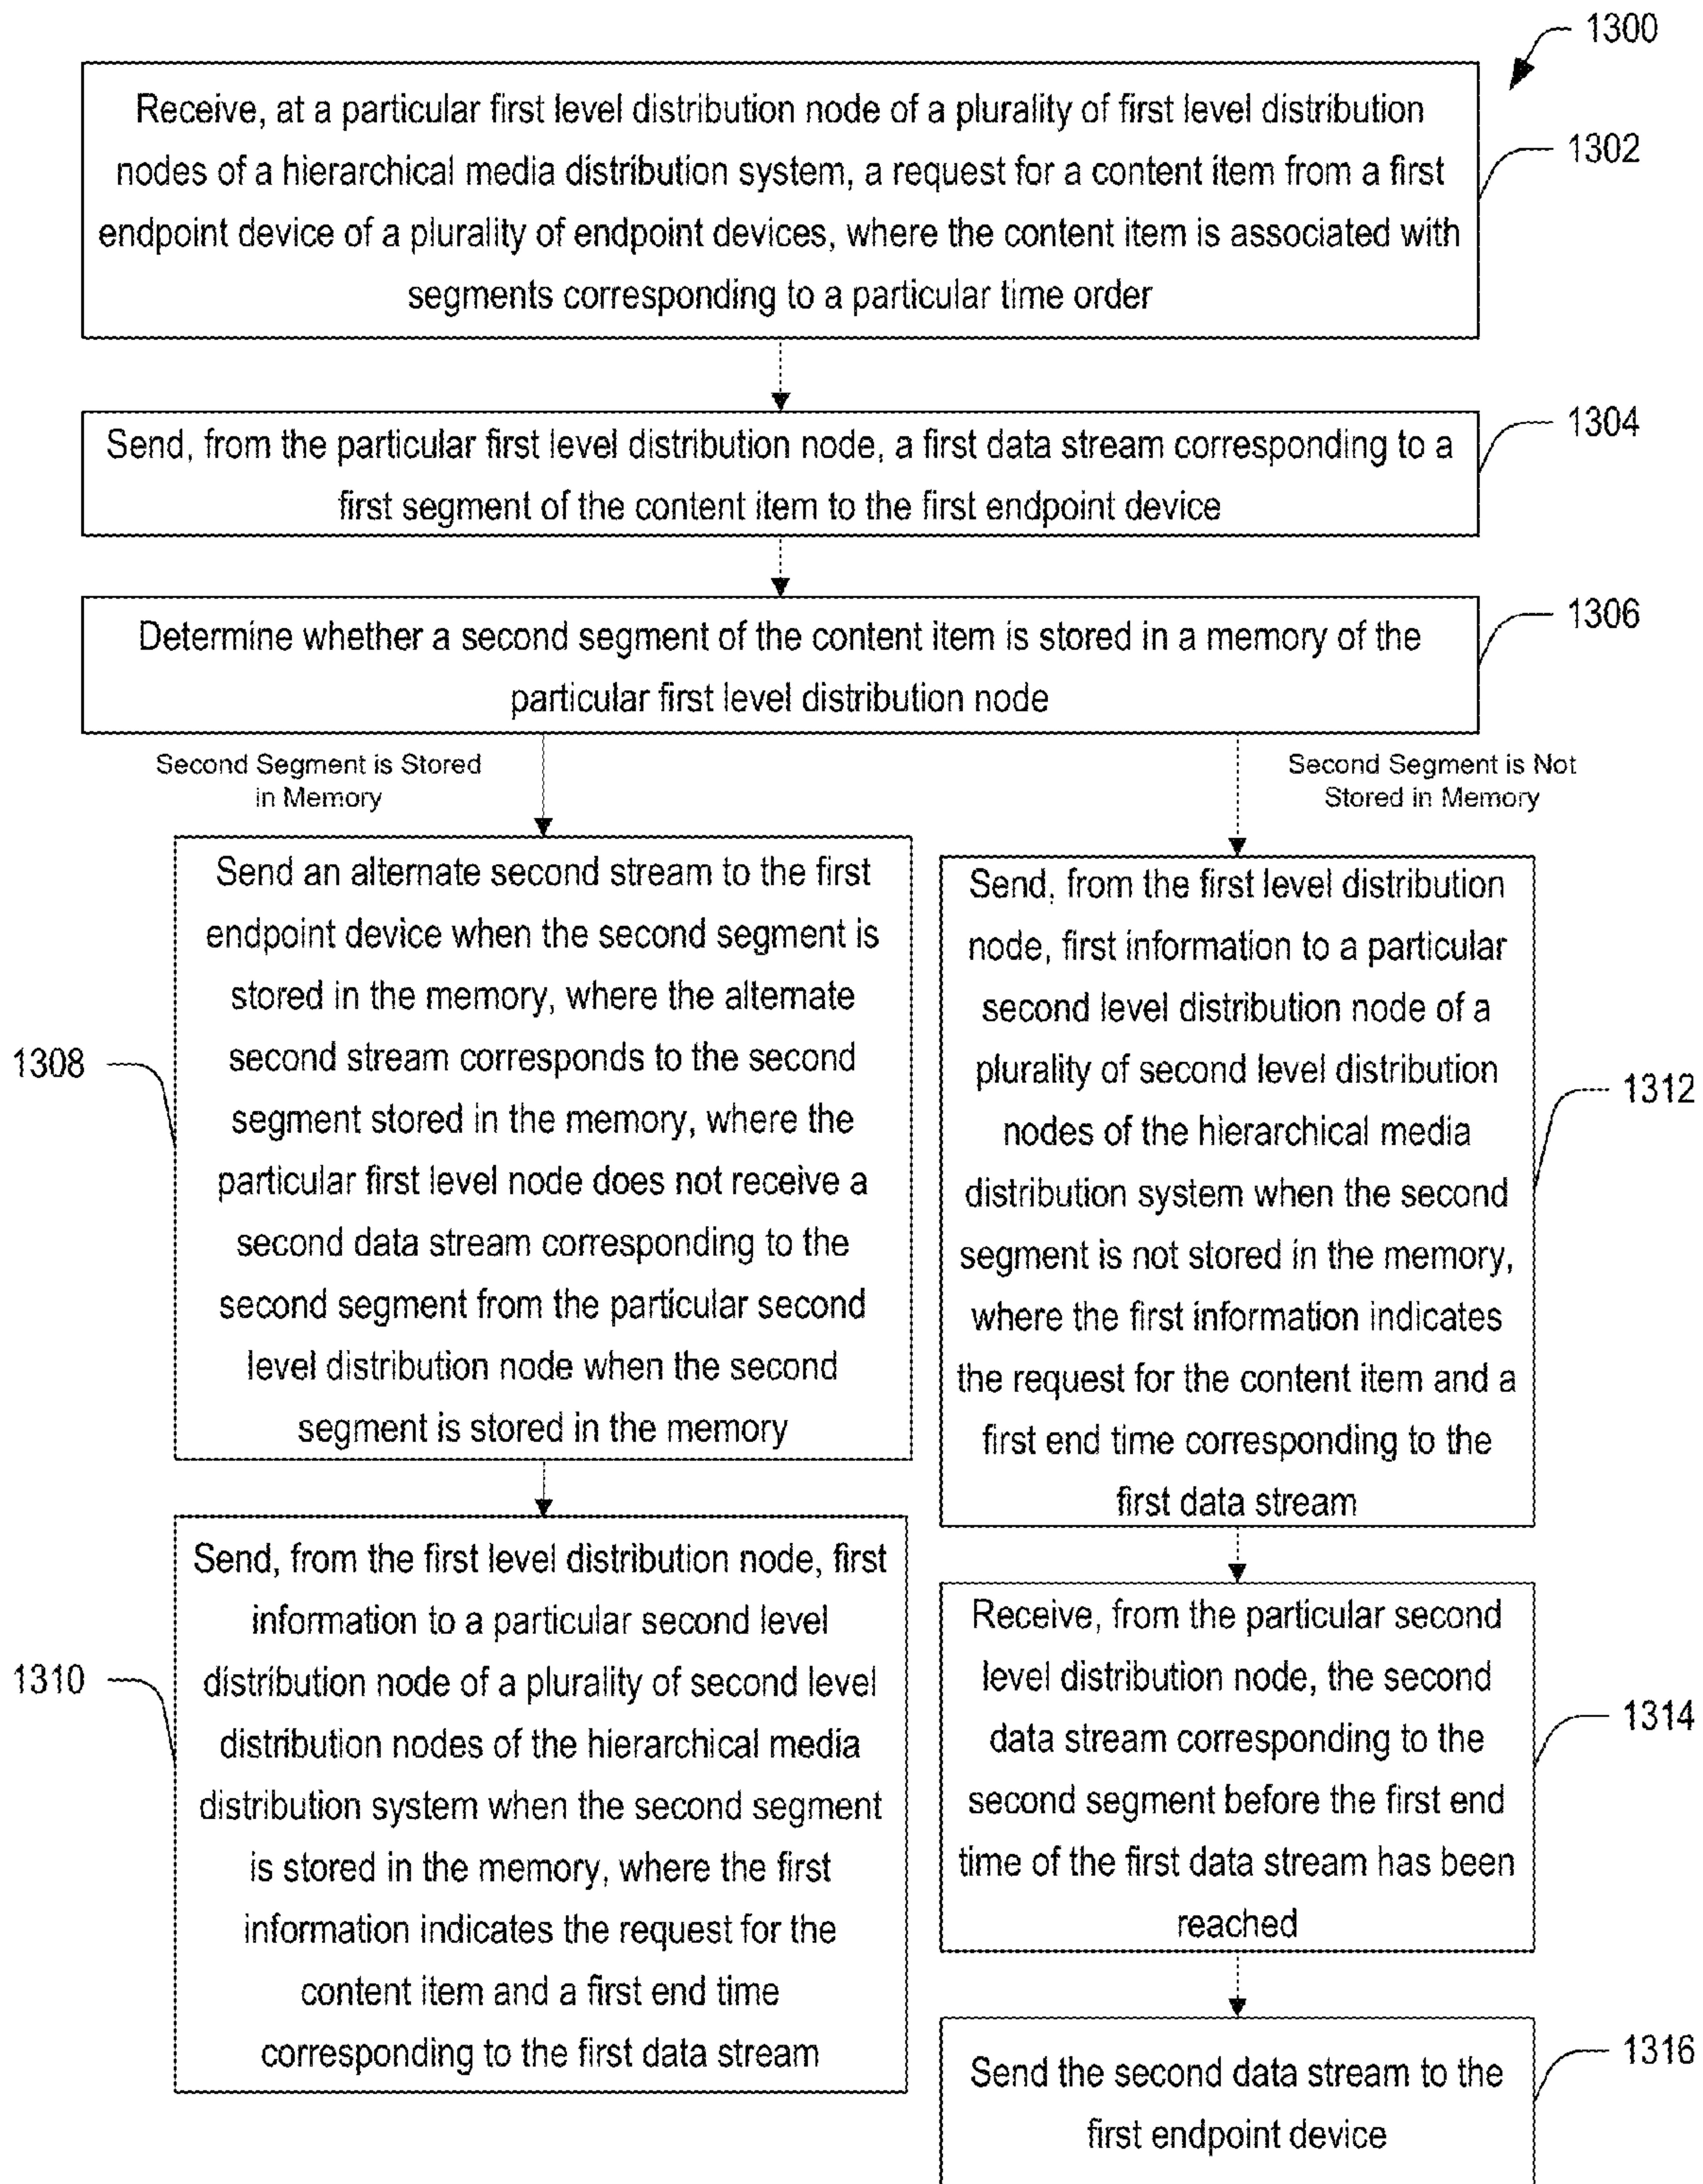 1300
Receive, at a particular first level distribution node of a plurality of first level distribution
nodes of a hierarchical media distribution system, a request for a content item from a first
endpoint device of a plurality of endpoint devices, where the content item is associated with
segments corresponding to a particular time order
1302
Send, from the particular first level distribution node, a first data stream corresponding to a
first segment of the content item to the first endpoint device
1304
Determine whether a second segment of the content item is stored in a memory of the
particular first level distribution node
1306
Second Segment is Stored
in Memory
Second Segment is Not
Stored in Memory
Send an alternate second stream to the first
endpoint device when the second segment is
stored in the memory, where the alternate
second stream corresponds to the second
segment stored in the memory, where the
particular first level node does not receive a
second data stream corresponding to the
second segment from the particular second
level distribution node when the second
segment is stored in the memory
1308
Send, from the first level distribution node, first
information to a particular second level
distribution node of a plurality of second level
distribution nodes of the hierarchical media
distribution system when the second segment
is stored in the memory, where the first
information indicates the request for the
content item and a first end time
corresponding to the first data stream
1310
Send, from the first level distribution
node, first information to a particular
second level distribution node of a
plurality of second level distribution
nodes of the hierarchical media
distribution system when the second
segment is not stored in the memory,
where the first information indicates
the request for the content item and a
first end time corresponding to the
first data stream
1312
Receive, from the particular second
level distribution node, the second
data stream corresponding to the
second segment before the first end
time of the first data stream has been
reached
1314
Send the second data stream to the
first endpoint device
1316